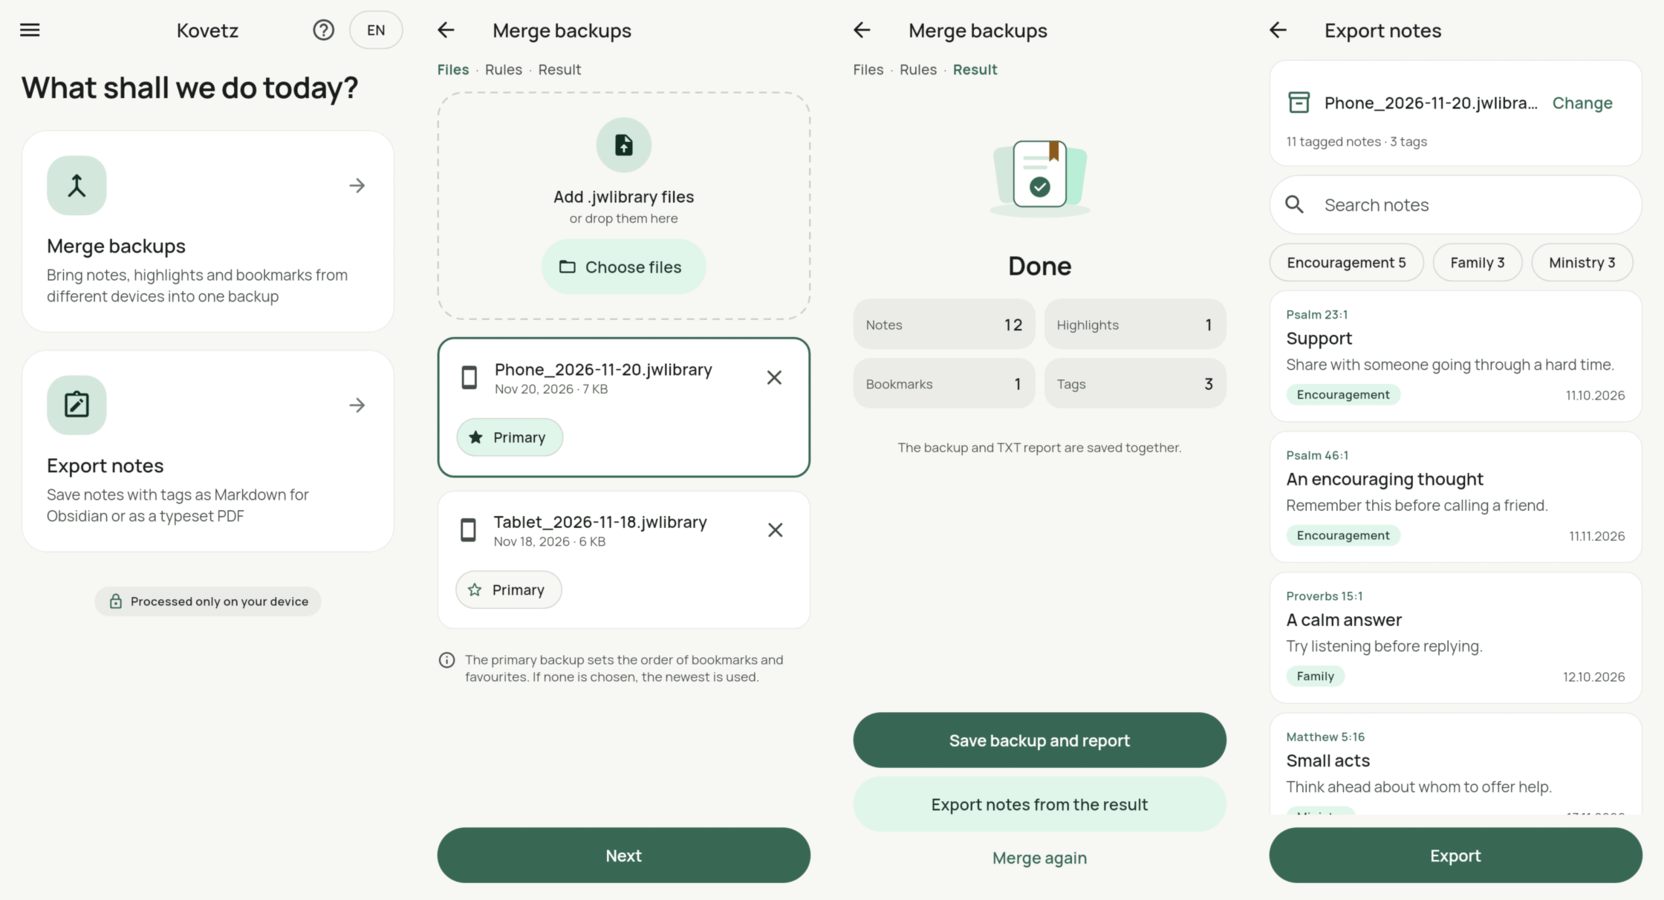 Kovetz
EN
What shall we do today?
Merge backups
Bring notes, highlights and bookmarks from
different devices into one backup
Export notes
Save notes with tags as Markdown for
Obsidian or as a typeset PDF
Processed only on your device
Merge backups
Files · Rules · Result
Add .jwlibrary files
or drop them here
Choose files
Phone_2026-11-20.jwlibrary
Nov 20, 2026 · 7 KB
Primary
Tablet_2026-11-18.jwlibrary
Nov 18, 2026 · 6 KB
Primary
The primary backup sets the order of bookmarks and
favourites. If none is chosen, the newest is used.
Next
Merge backups
Files · Rules · Result
Done
Notes 12
Highlights 1
Bookmarks 1
Tags 3
The backup and TXT report are saved together.
Save backup and report
Export notes from the result
Merge again
Export notes
Phone_2026-11-20.jwlibra... Change
11 tagged notes · 3 tags
Search notes
Encouragement 5 Family 3 Ministry 3
Psalm 23:1
Support
Share with someone going through a hard time.
Encouragement 11.10.2026
Psalm 46:1
An encouraging thought
Remember this before calling a friend.
Encouragement 11.11.2026
Proverbs 15:1
A calm answer
Try listening before replying.
Family 12.10.2026
Matthew 5:16
Small acts
Think ahead about whom to offer help.
Export